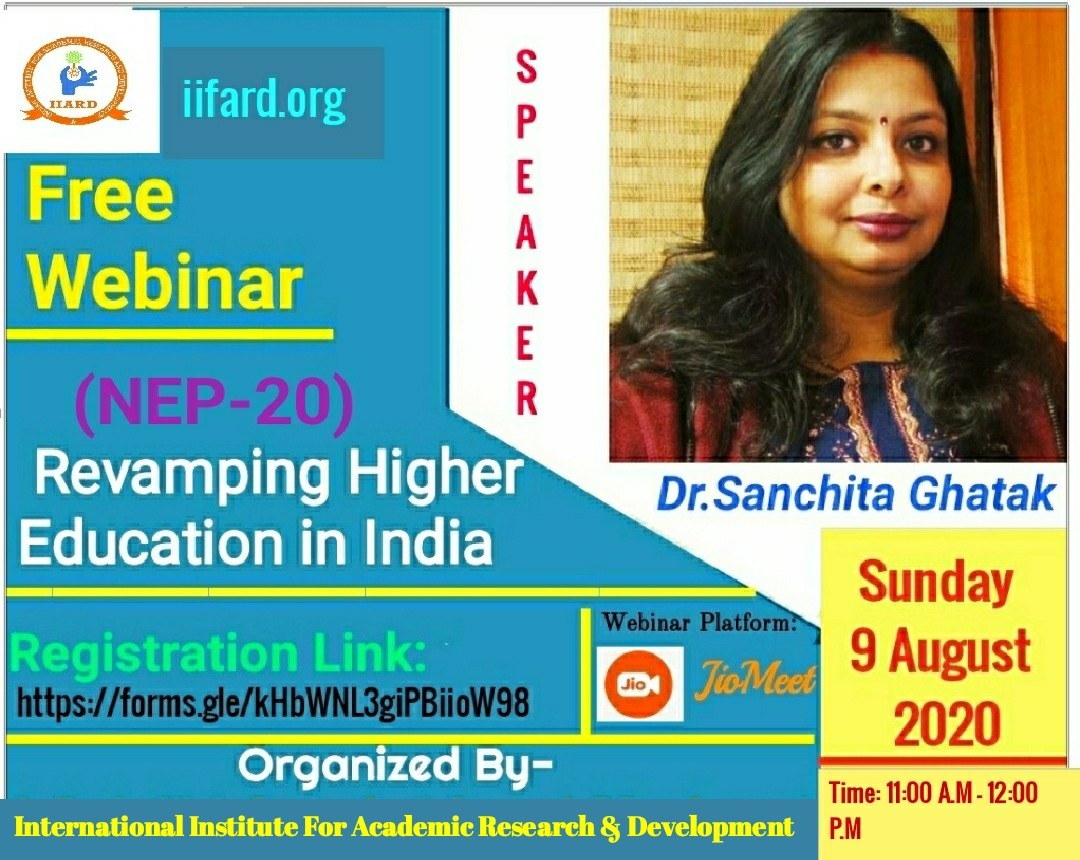 IIARD
iifard.org
Free
Webinar
(NEP-20)
Revamping Higher
Education in India
SPEAKER
Dr.Sanchita Ghatak
Registration Link:
https://forms.gle/kHbWNL3giPBiioW98
Webinar Platform:
Jio
JioMeet
Sunday
9 August
2020
Time: 11:00 A.M - 12:00
P.M
Organized By-
International Institute For Academic Research & Development